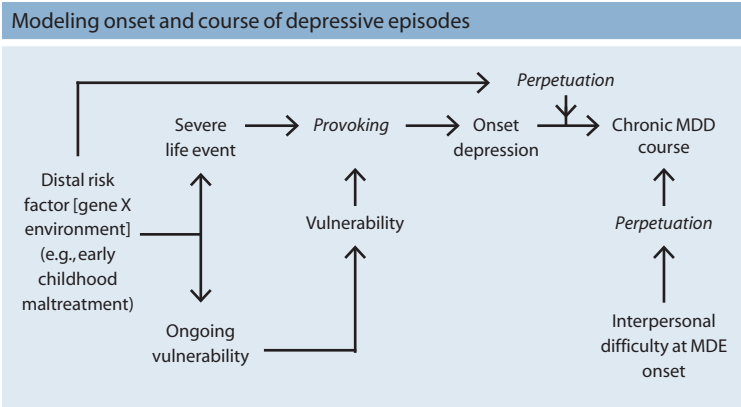 Modeling onset and course of depressive episodes
Perpetuation
Severe
life event
Provoking
Onset
depression
Chronic MDD
course
Distal risk
factor [gene X
environment]
(e.g., early
childhood
maltreatment)
Vulnerability
Perpetuation
Ongoing
vulnerability
Interpersonal
difficulty at MDE
onset